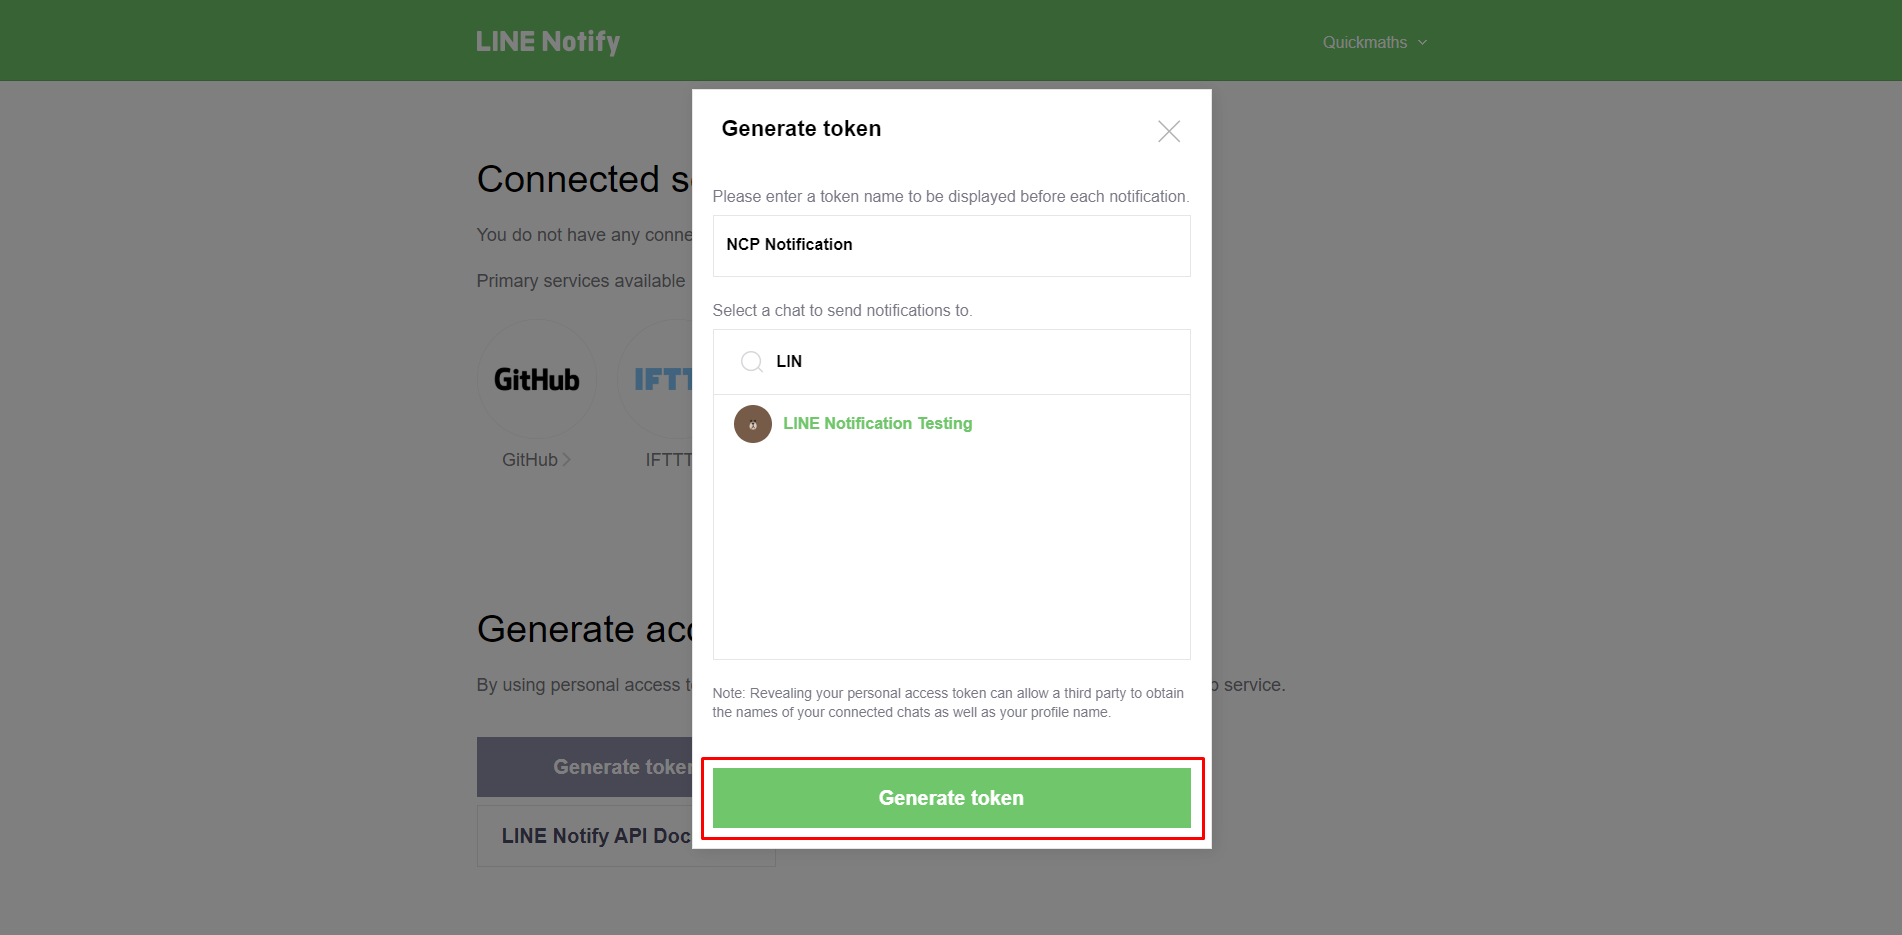 LINE Notify
Quickmaths
Generate token
Connected s
Please enter a token name to be displayed before each notification.
You do not have any conne
NCP Notification
Primary services available
Select a chat to send notifications to.
LIN
GitHub
IFTT
LINE Notification Testing
GitHub
IFTTT
Generate acc
By using personal access t
service.
Note: Revealing your personal access token can allow a third party to obtain
the names of your connected chats as well as your profile name.
Generate token
Generate token
LINE Notify API Doc